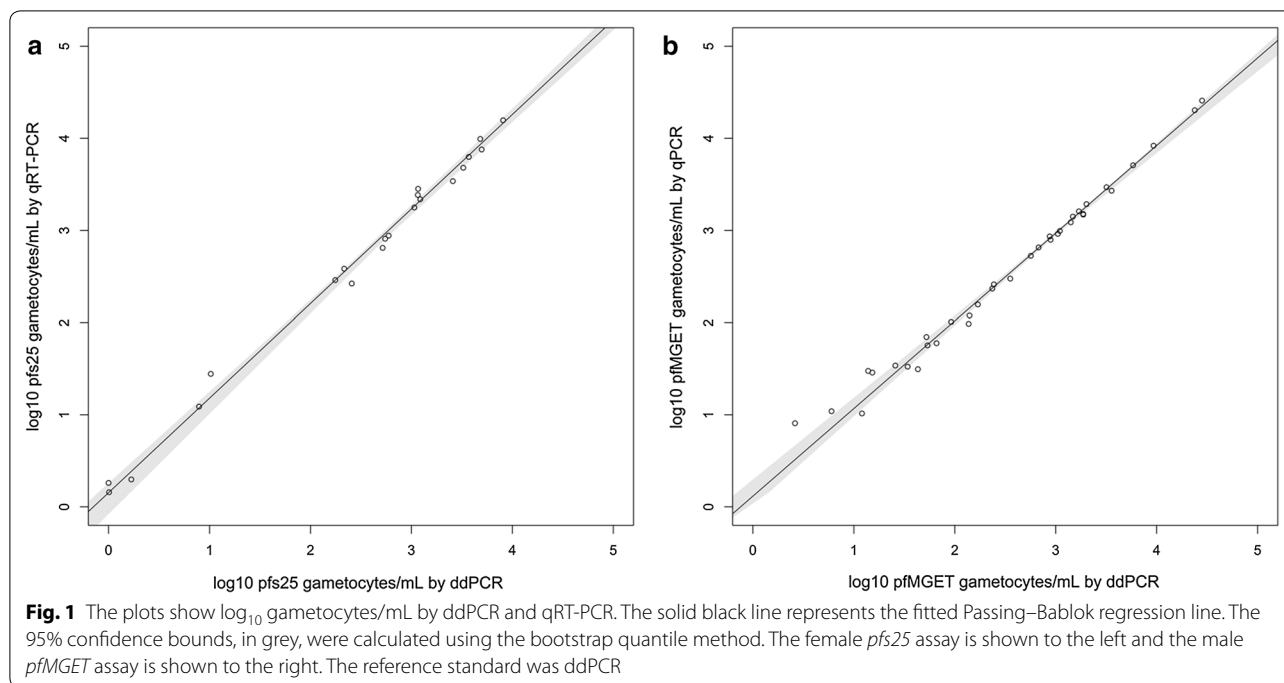 a
log10 pfs25 gametocytes/mL by qRT-PCR
5
4
3
2
1
0
0 1 2 3 4 5
log10 pfs25 gametocytes/mL by ddPCR
b
log10 pfMGET gametocytes/mL by qPCR
5
4
3
2
1
0
0 1 2 3 4 5
log10 pfMGET gametocytes/mL by ddPCR
Fig. 1 The plots show log₁₀ gametocytes/mL by ddPCR and qRT-PCR. The solid black line represents the fitted Passing–Bablok regression line. The
95% confidence bounds, in grey, were calculated using the bootstrap quantile method. The female pfs25 assay is shown to the left and the male
pfMGET assay is shown to the right. The reference standard was ddPCR